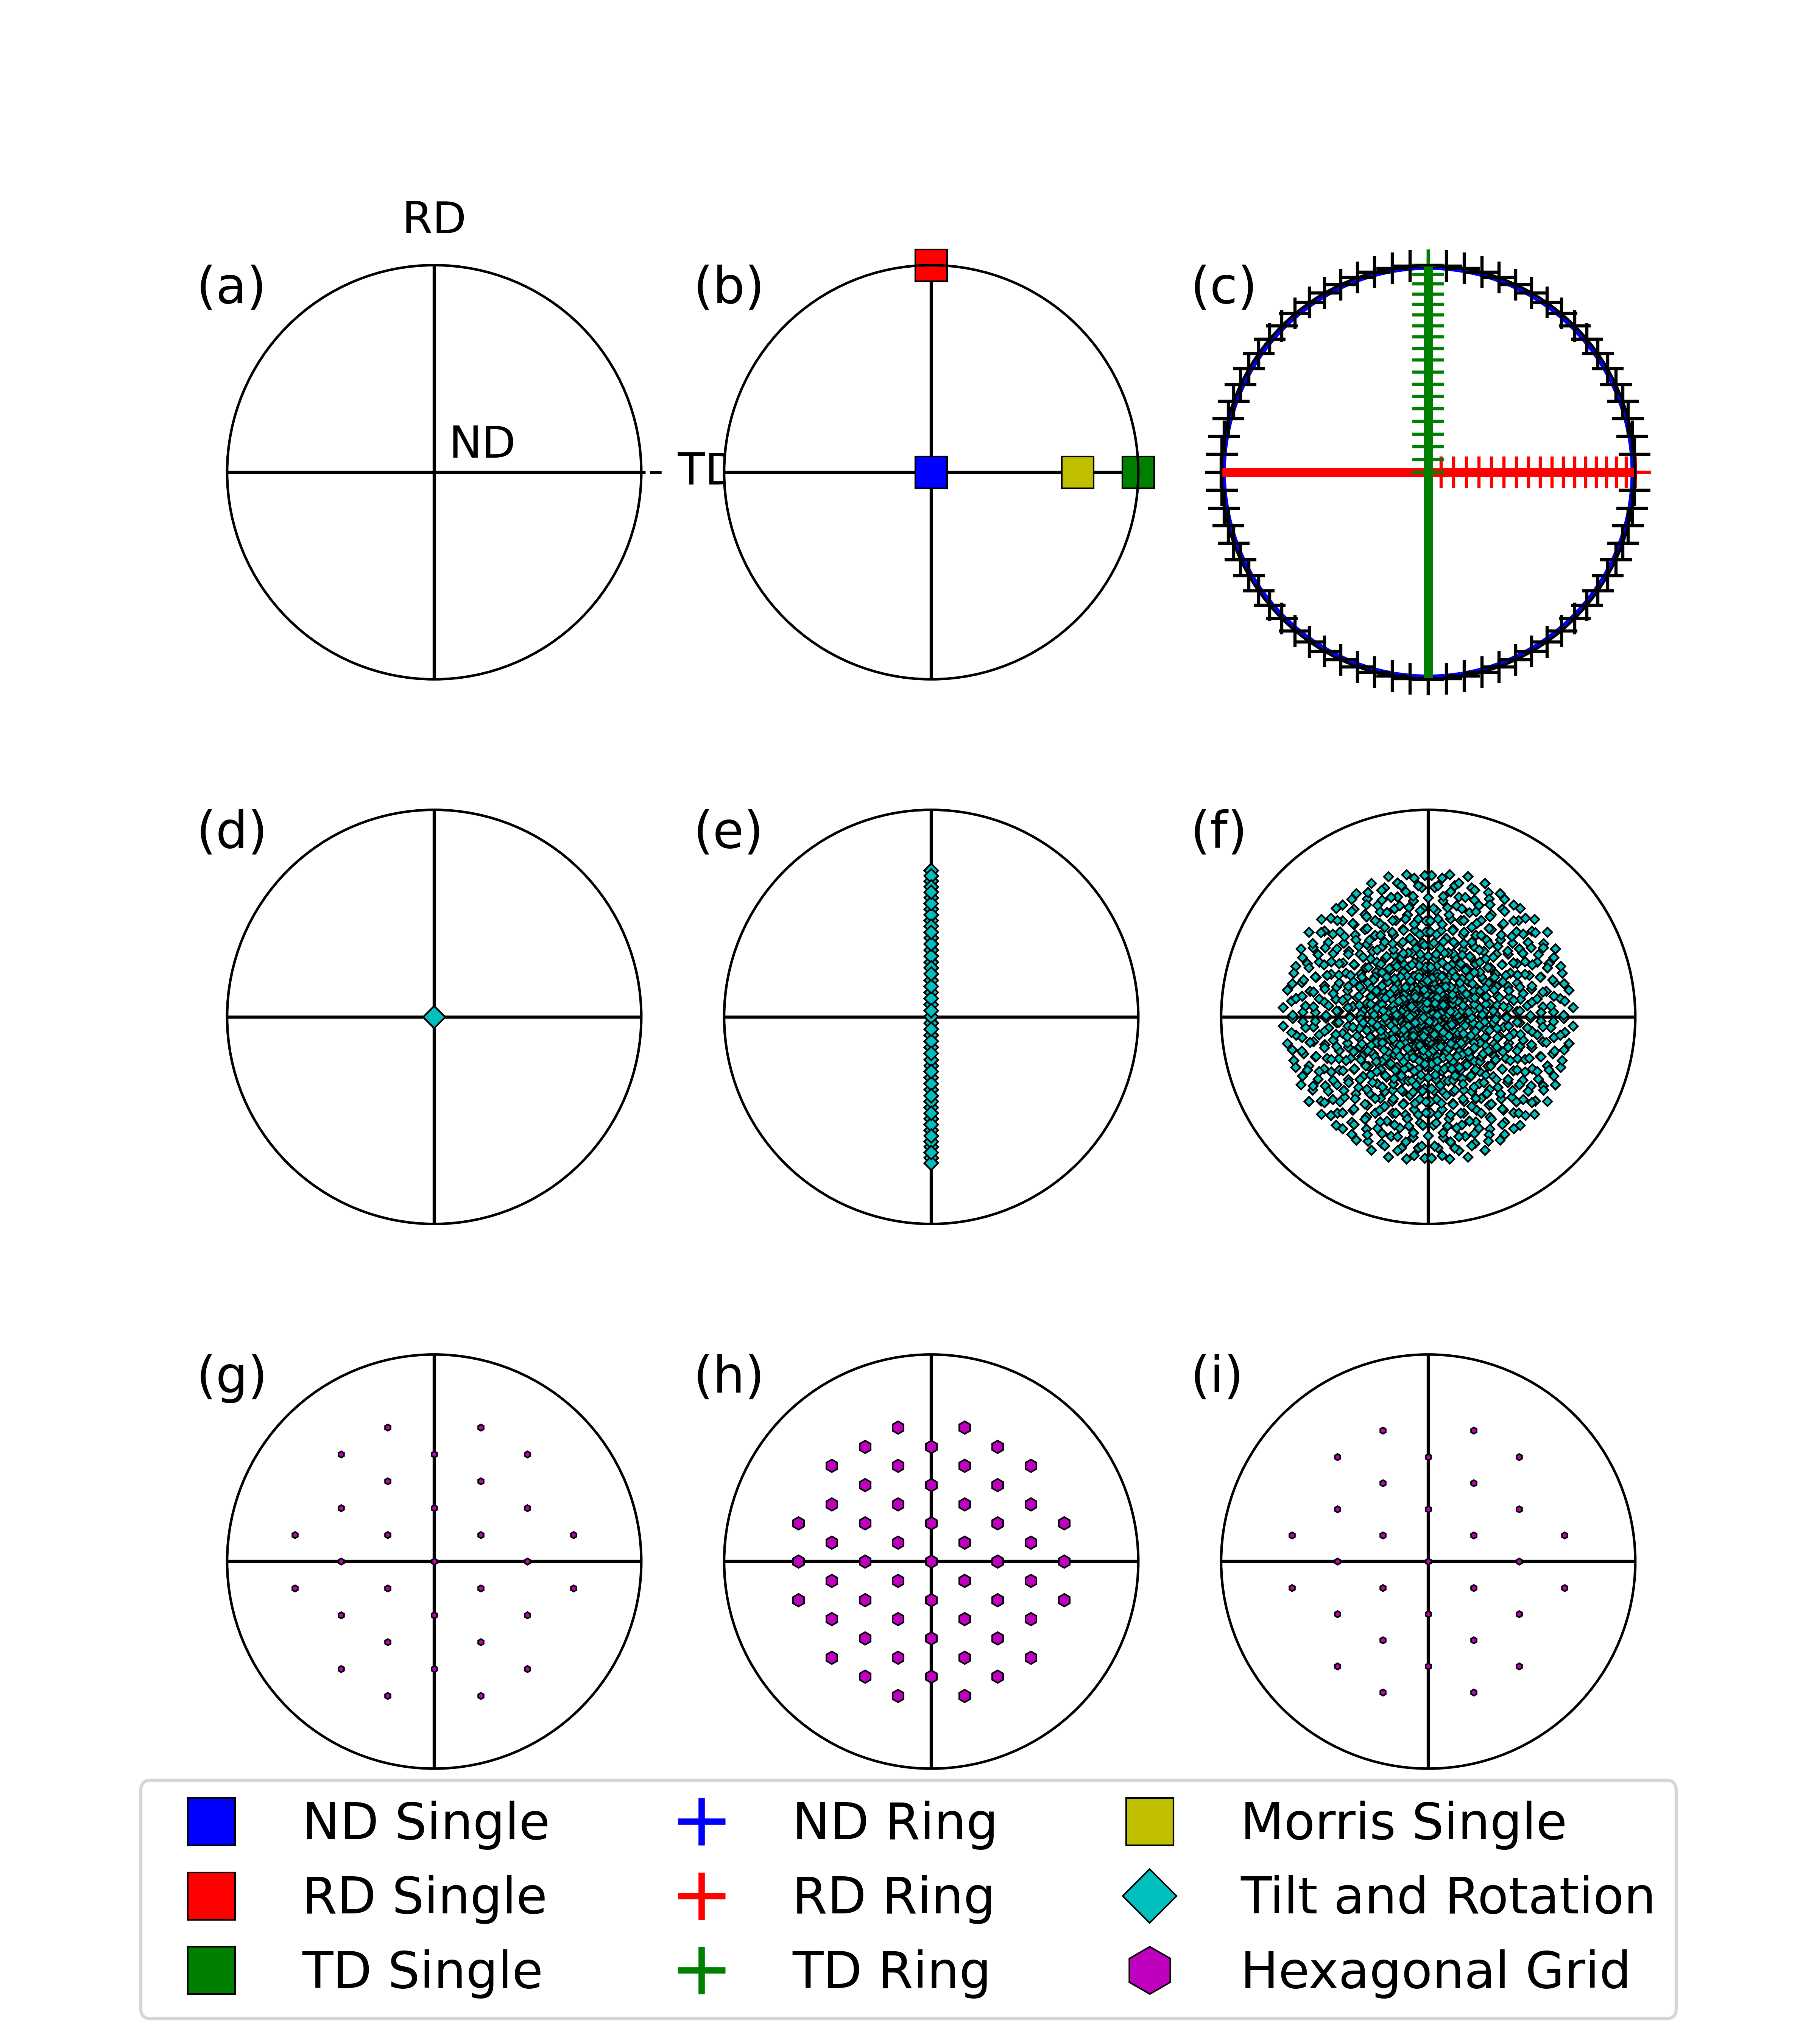 RD
(a)
(b)
(c)
ND
TD
(d)
(e)
(f)
(g)
(h)
(i)
ND Single
ND Ring
Morris Single
RD Single
RD Ring
Tilt and Rotation
TD Single
TD Ring
Hexagonal Grid